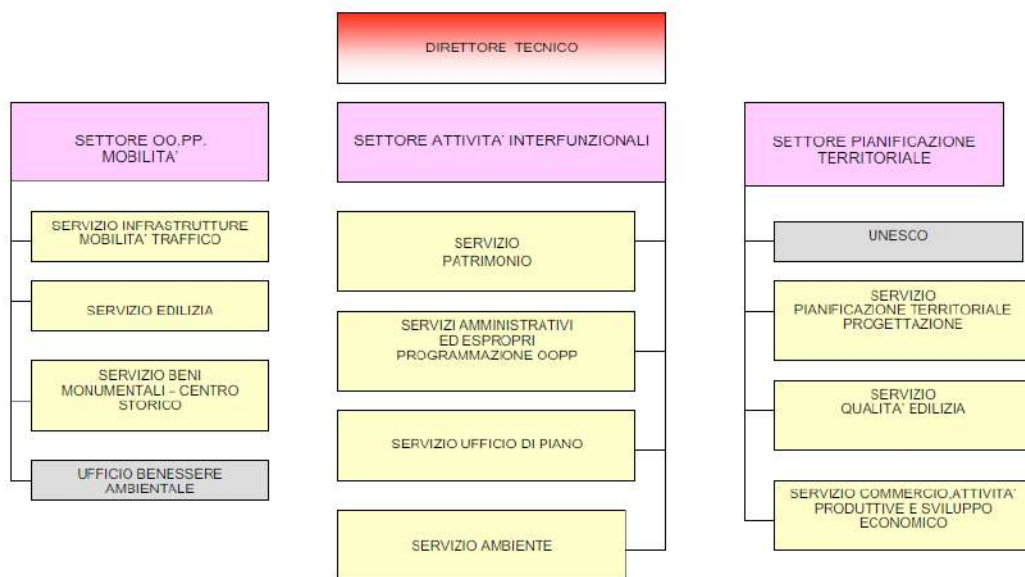 DIRETTORE TECNICO
SETTORE OO.PP.
MOBILITA'
SERVIZIO INFRASTRUTTURE
MOBILITA' TRAFFICO
SERVIZIO EDILIZIA
SERVIZIO BENI
MONUMENTALI – CENTRO
STORICO
UFFICIO BENESSERE
AMBIENTALE
SETTORE ATTIVITA' INTERFUNZIONALI
SERVIZIO
PATRIMONIO
SERVIZI AMMINISTRATIVI
ED ESPROPRI
PROGRAMMAZIONE OOPP
SERVIZIO UFFICIO DI PIANO
SERVIZIO AMBIENTE
SETTORE PIANIFICAZIONE
TERRITORIALE
UNESCO
SERVIZIO
PIANIFICAZIONE TERRITORIALE
PROGETTAZIONE
SERVIZIO
QUALITA' EDILIZIA
SERVIZIO COMMERCIO,ATTIVITA'
PRODUTTIVE E SVILUPPO
ECONOMICO